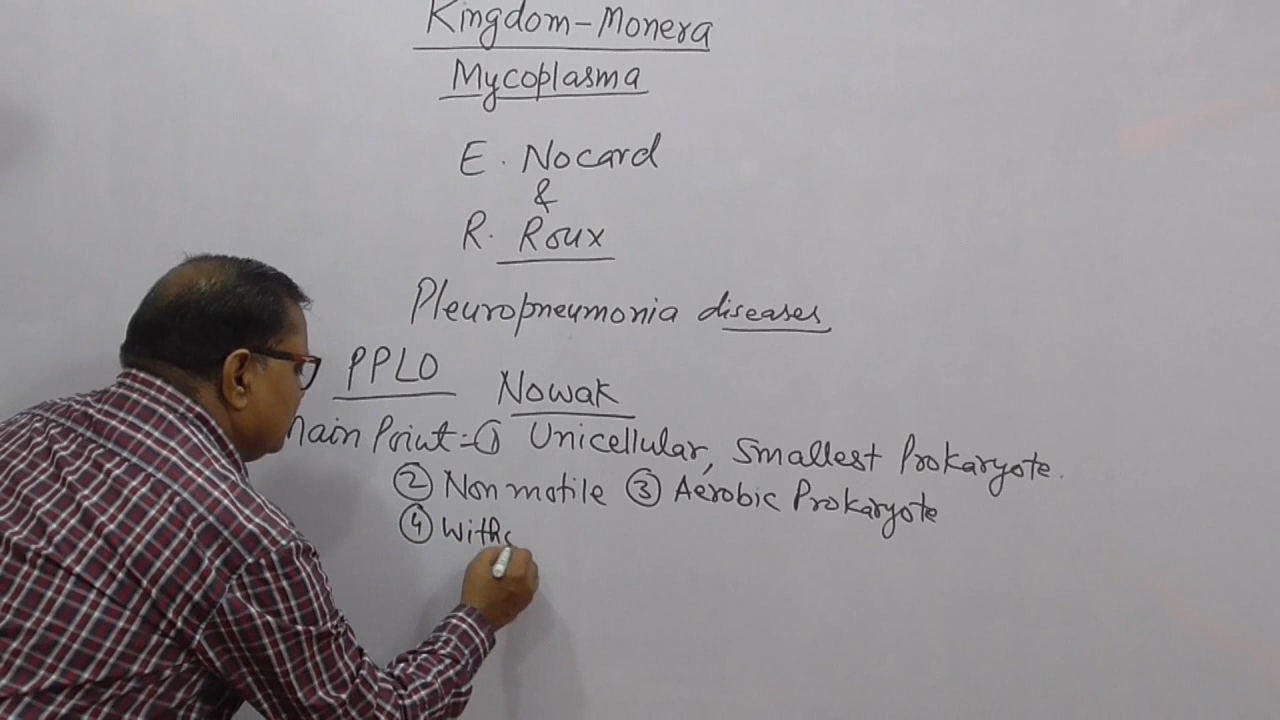 Kingdom-Monera
Mycoplasma
E. Nocard
&
R. Roux
Pleuropneumonia diseases
PPLO Nowak
Main Point:-① Unicellular, Smallest Prokaryote.
② Non motile ③ Aerobic Prokaryote
④ Witho